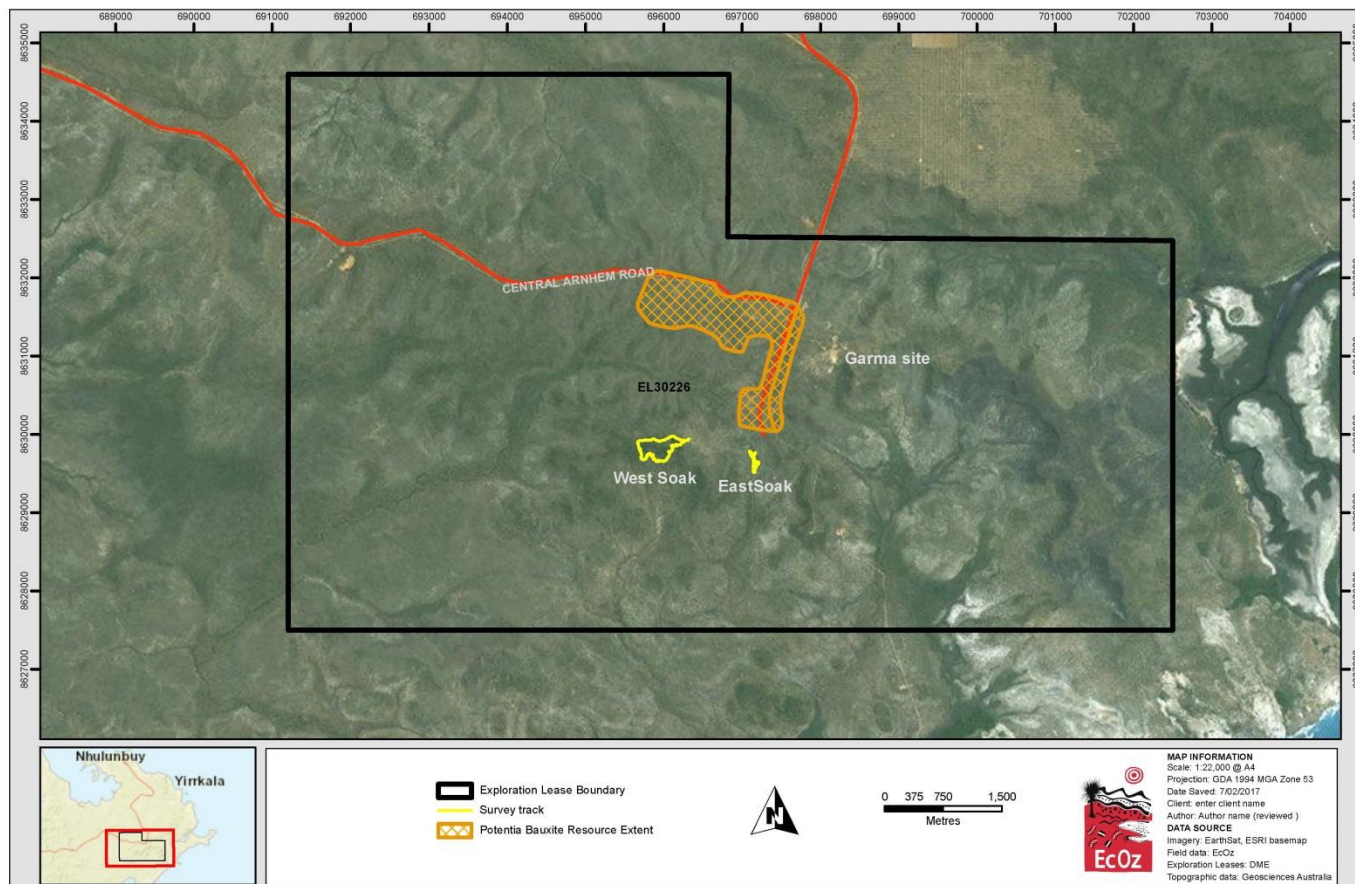 689000 690000 691000 692000 693000 694000 695000 696000 697000 698000 699000 700000 701000 702000 703000 704000
8635000
8634000
8633000
8632000
8631000
8630000
8629000
8628000
8627000
CENTRAL ARNHEM ROAD
Garma site
EL30226
West Soak
EastSoak
Nhulunbuy
Yirrkala
Exploration Lease Boundary
Survey track
Potentia Bauxite Resource Extent
N
0 375 750 1,500
Metres
EcOz
MAP INFORMATION
Scale: 1:22,000 @ A4
Projection: GDA 1994 MGA Zone 53
Date Saved: 7/02/2017
Client: enter client name
Author: Author name (reviewed )
DATA SOURCE
Imagery: EarthSat, ESRI basemap
Field data: EcOz
Exploration Leases: DME
Topographic data: Geosciences Australia